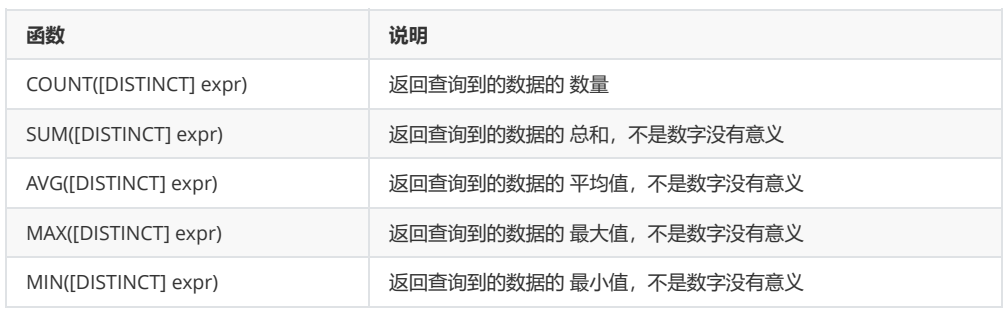 函数 说明
COUNT([DISTINCT] expr) 返回查询到的数据的 数量
SUM([DISTINCT] expr) 返回查询到的数据的 总和，不是数字没有意义
AVG([DISTINCT] expr) 返回查询到的数据的 平均值，不是数字没有意义
MAX([DISTINCT] expr) 返回查询到的数据的 最大值，不是数字没有意义
MIN([DISTINCT] expr) 返回查询到的数据的 最小值，不是数字没有意义